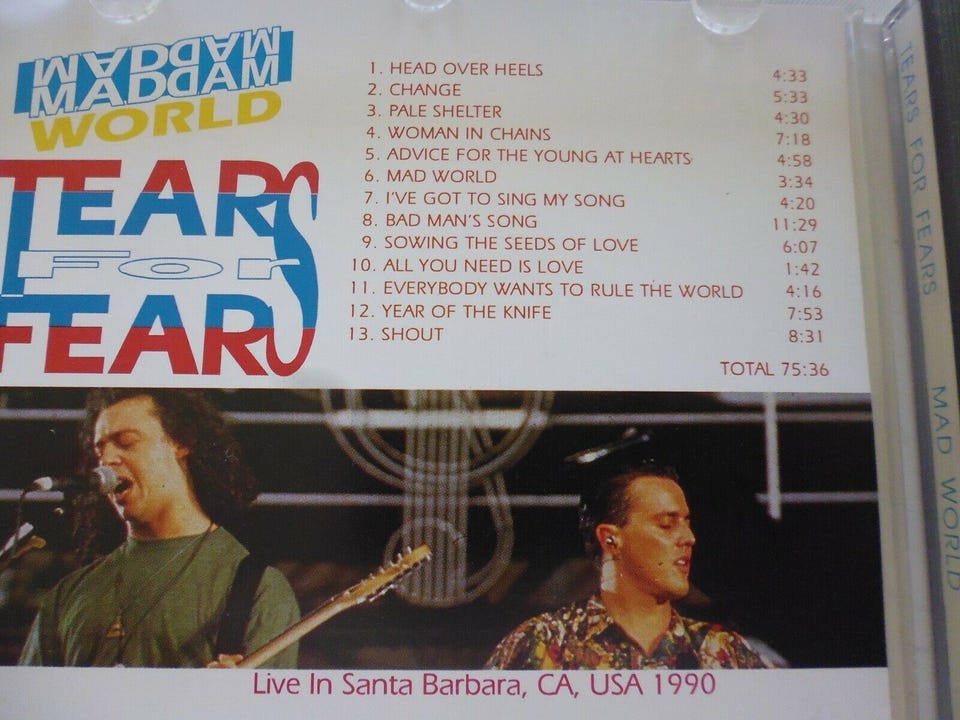 MADDAM
MADDAM
WORLD
TEARS
For
FEARS
1. HEAD OVER HEELS 4:33
2. CHANGE 5:33
3. PALE SHELTER 4:30
4. WOMAN IN CHAINS 7:18
5. ADVICE FOR THE YOUNG AT HEARTS 4:58
6. MAD WORLD 3:34
7. I'VE GOT TO SING MY SONG 4:20
8. BAD MAN'S SONG 11:29
9. SOWING THE SEEDS OF LOVE 6:07
10. ALL YOU NEED IS LOVE 1:42
11. EVERYBODY WANTS TO RULE THE WORLD 4:16
12. YEAR OF THE KNIFE 7:53
13. SHOUT 8:31
TOTAL 75:36
Live In Santa Barbara, CA, USA 1990
TEARS FOR FEARS MAD WORLD